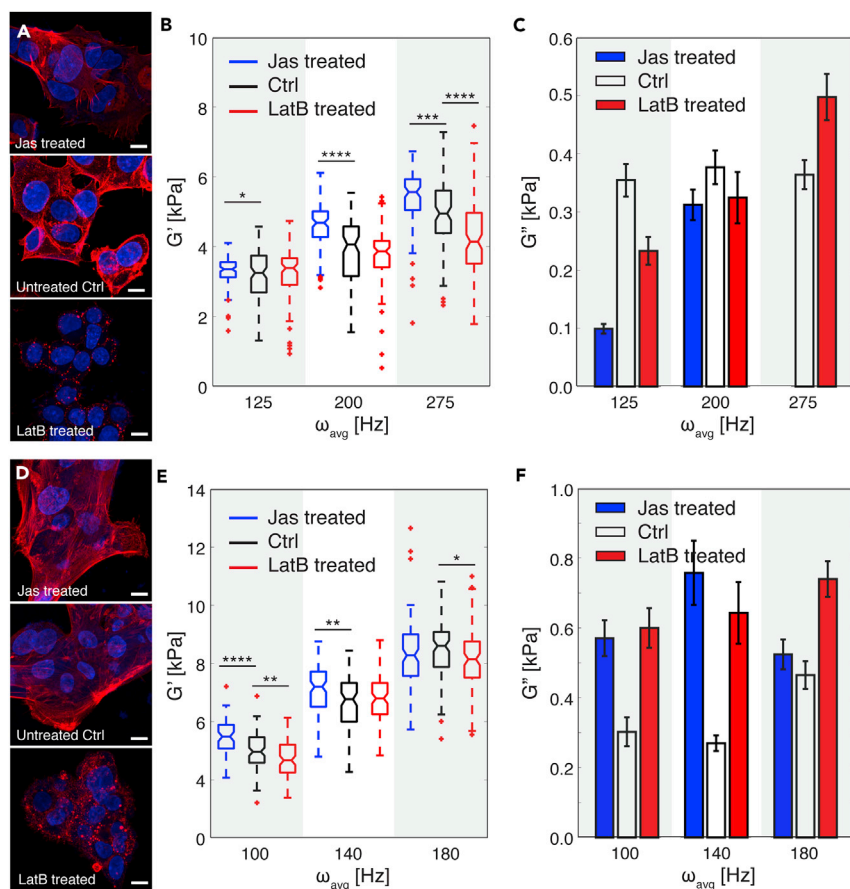 A
Jas treated
Untreated Ctrl
LatB treated
B
10
8
6
4
2
0
G' [kPa]
Jas treated
Ctrl
LatB treated
*
****
***
****
125
200
275
ω_avg [Hz]
C
0.6
0.5
0.4
0.3
0.2
0.1
0.0
G" [kPa]
Jas treated
Ctrl
LatB treated
125
200
275
ω_avg [Hz]
D
Jas treated
Untreated Ctrl
LatB treated
E
14
12
10
8
6
4
2
0
G' [kPa]
Jas treated
Ctrl
LatB treated
****
**
**
*
100
140
180
ω_avg [Hz]
F
1.0
0.8
0.6
0.4
0.2
0.0
G" [kPa]
Jas treated
Ctrl
LatB treated
100
140
180
ω_avg [Hz]